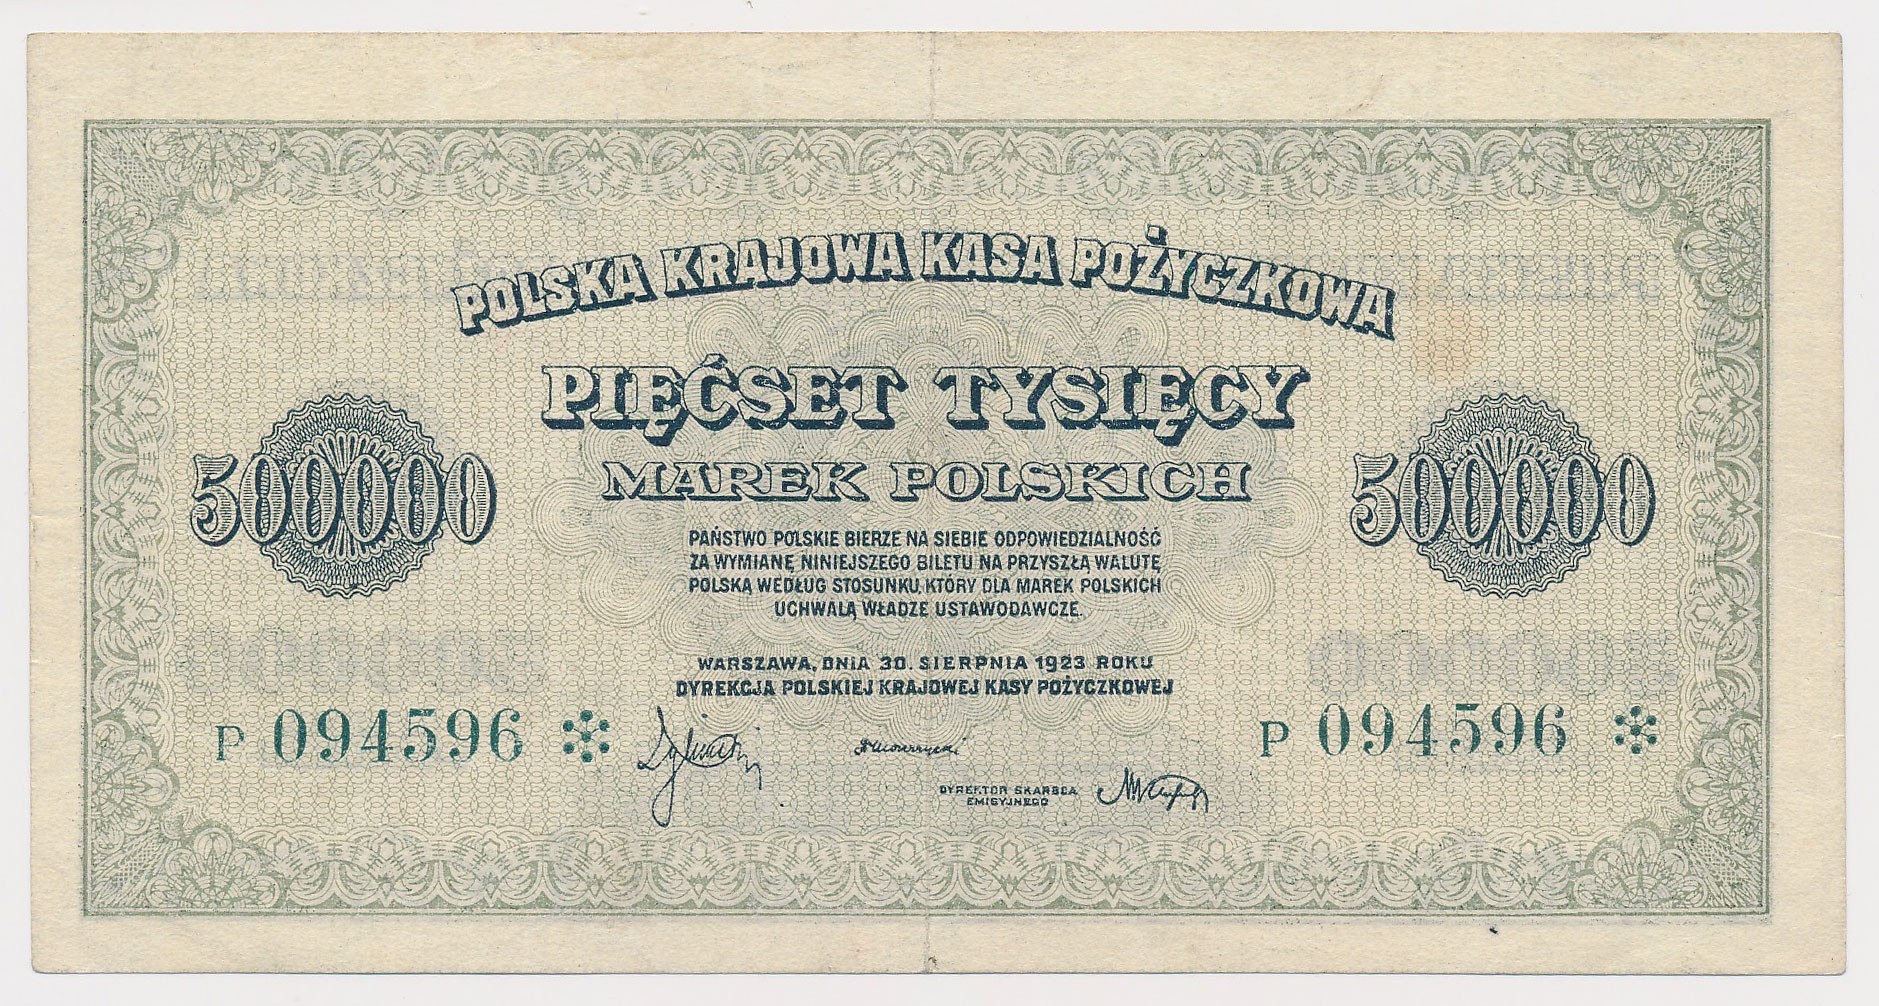 POLSKA KRAJOWA KASA POŻYCZKOWA
PIĘĆSET TYSIĘCY
MAREK POLSKICH
500000 500000
PAŃSTWO POLSKIE BIERZE NA SIEBIE ODPOWIEDZIALNOŚĆ
ZA WYMIANĘ NINIEJSZEGO BILETU NA PRZYSZŁĄ WALUTĘ
POLSKĄ WEDŁUG STOSUNKU, KTÓRY DLA MAREK POLSKICH
UCHWALĄ WŁADZE USTAWODAWCZE.
WARSZAWA, DNIA 30. SIERPNIA 1923 ROKU
DYREKCJA POLSKIEJ KRAJOWEJ KASY POŻYCZKOWEJ
P 094596 P 094596
DYREKTOR SKARBCA
EMISYJNEGO